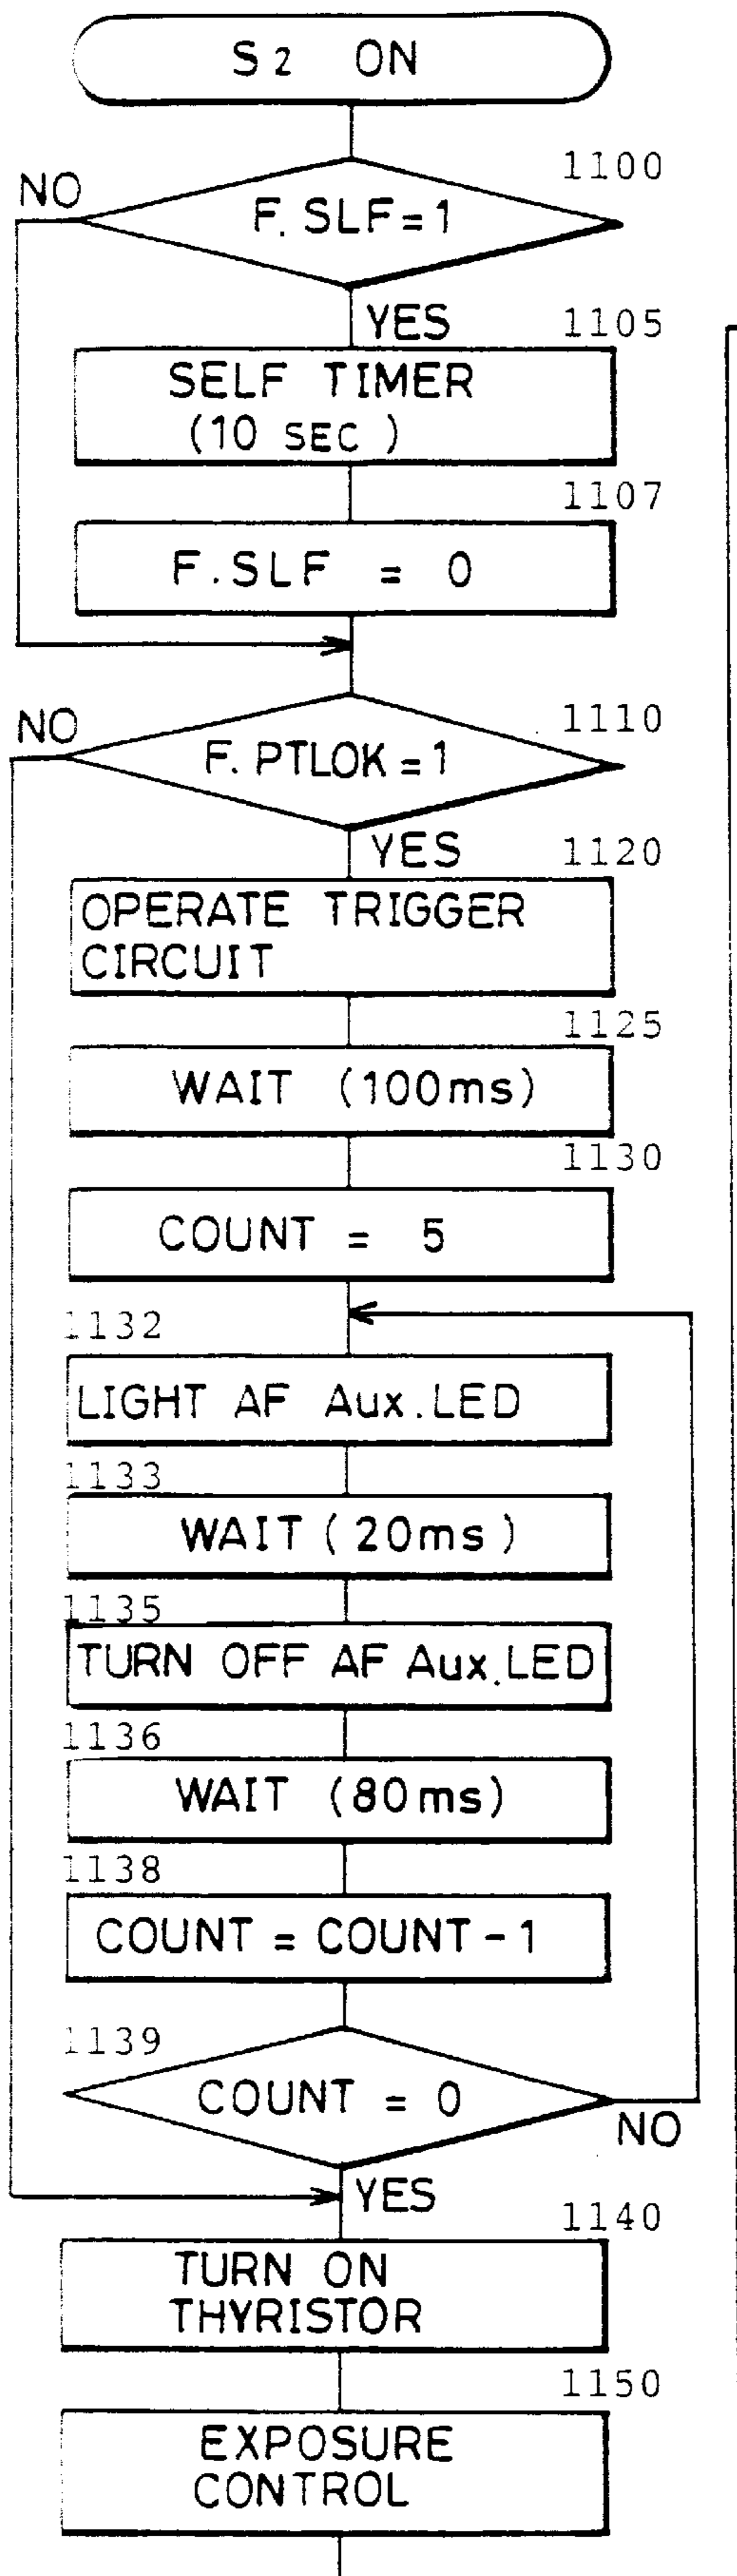 S2 ON
1100
NO
F. SLF=1
YES
1105
SELF TIMER
(10 SEC )
1107
F.SLF = 0
NO
1110
F. PTLOK=1
YES
1120
OPERATE TRIGGER
CIRCUIT
1125
WAIT (100ms)
1130
COUNT = 5
1132
LIGHT AF Aux.LED
1133
WAIT (20ms)
1135
TURN OFF AF Aux.LED
1136
WAIT (80ms)
1138
COUNT = COUNT-1
1139
COUNT = 0
NO
YES
1140
TURN ON
THYRISTOR
1150
EXPOSURE
CONTROL